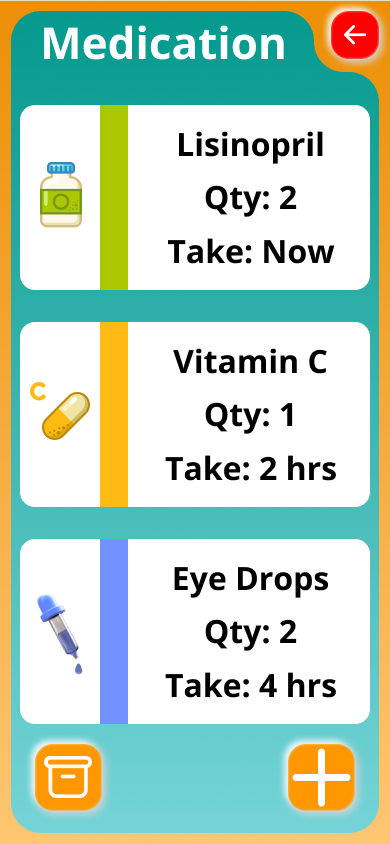 Medication
Lisinopril
Qty: 2
Take: Now
C
Vitamin C
Qty: 1
Take: 2 hrs
Eye Drops
Qty: 2
Take: 4 hrs